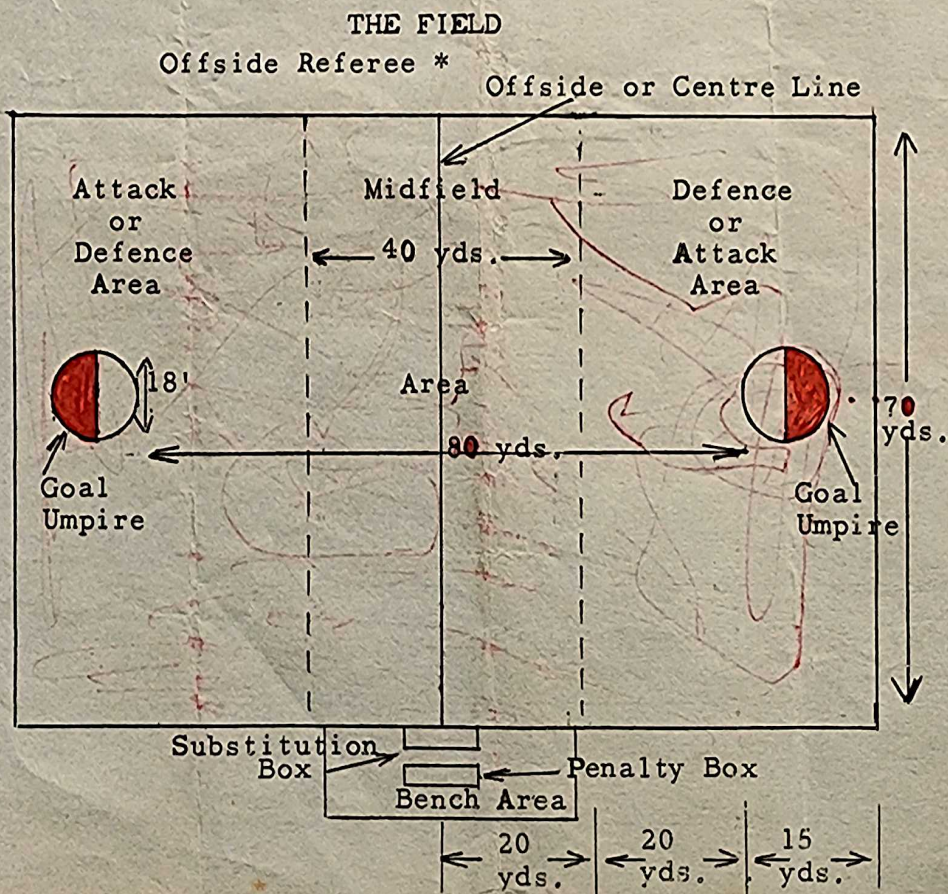 THE FIELD
Offside Referee *
Offside or Centre Line
Attack
or
Defence
Area
Midfield
40 yds.
Area
Defence
or
Attack
Area
18'
80 yds.
70
yds.
Goal
Umpire
Goal
Umpire
Substitution
Box
Penalty Box
Bench Area
20
yds.
20
yds.
15
yds.